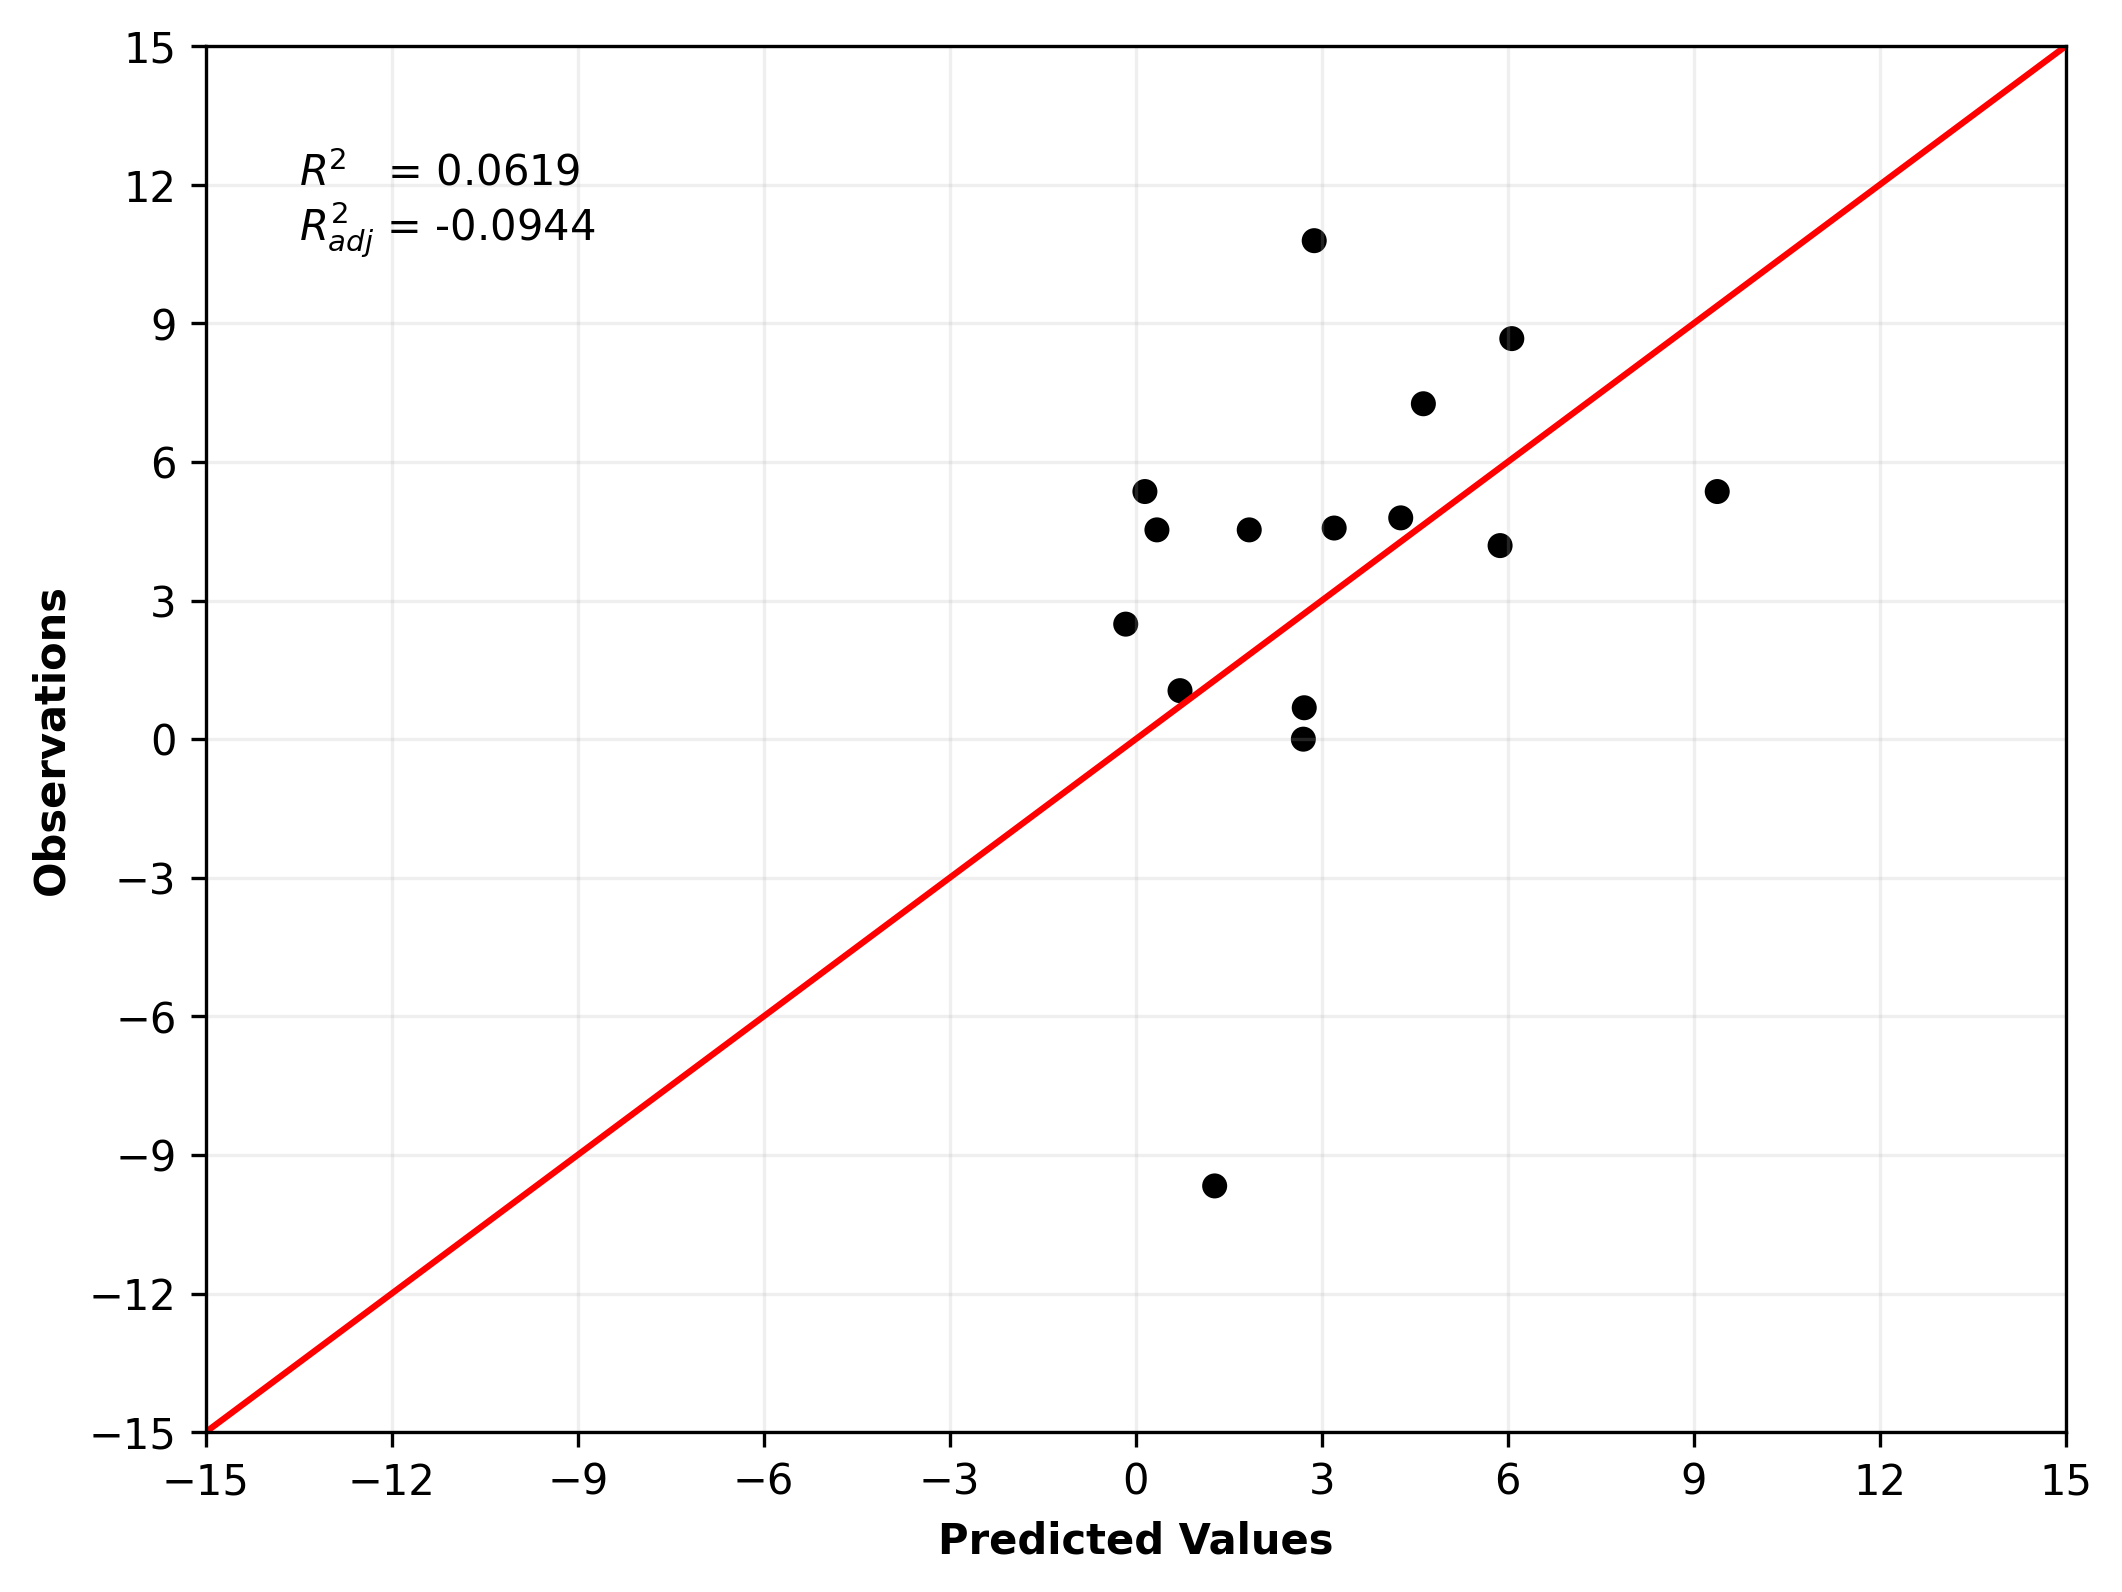 15
12
9
6
3
0
−3
−6
−9
−12
−15
R² = 0.0619
R²adj = -0.0944
Observations
−15 −12 −9 −6 −3 0 3 6 9 12 15
Predicted Values